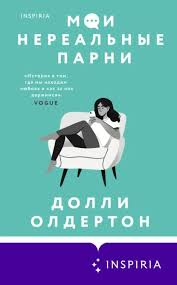 INSPIRIA
МОИ
НЕРЕАЛЬНЫЕ
ПАРНИ
«История о том,
где мы находим
любовь и как за нее
держимся»
VOGUE
ДОЛЛИ
ОЛДЕРТОН
INSPIRIA